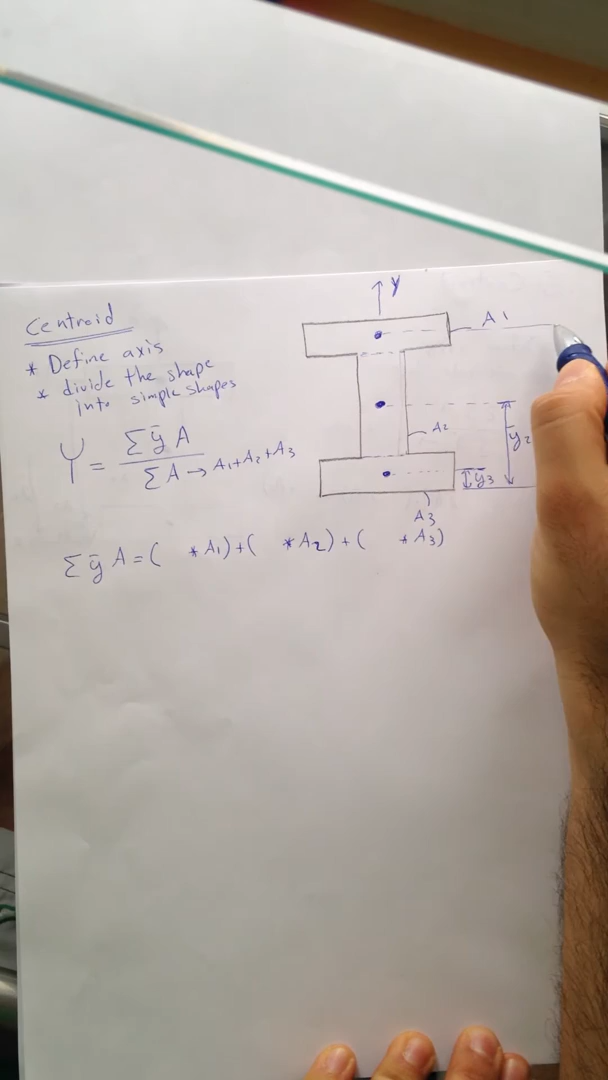 Centroid
* Define axis
* divide the shape
into simple shapes
Y = Σ ȳ A / Σ A → A1 + A2 + A3
Σ ȳ A = (   * A1) + (   * A2) + (   * A3)
Y
A1
A2
ȳ2
ȳ3
A3